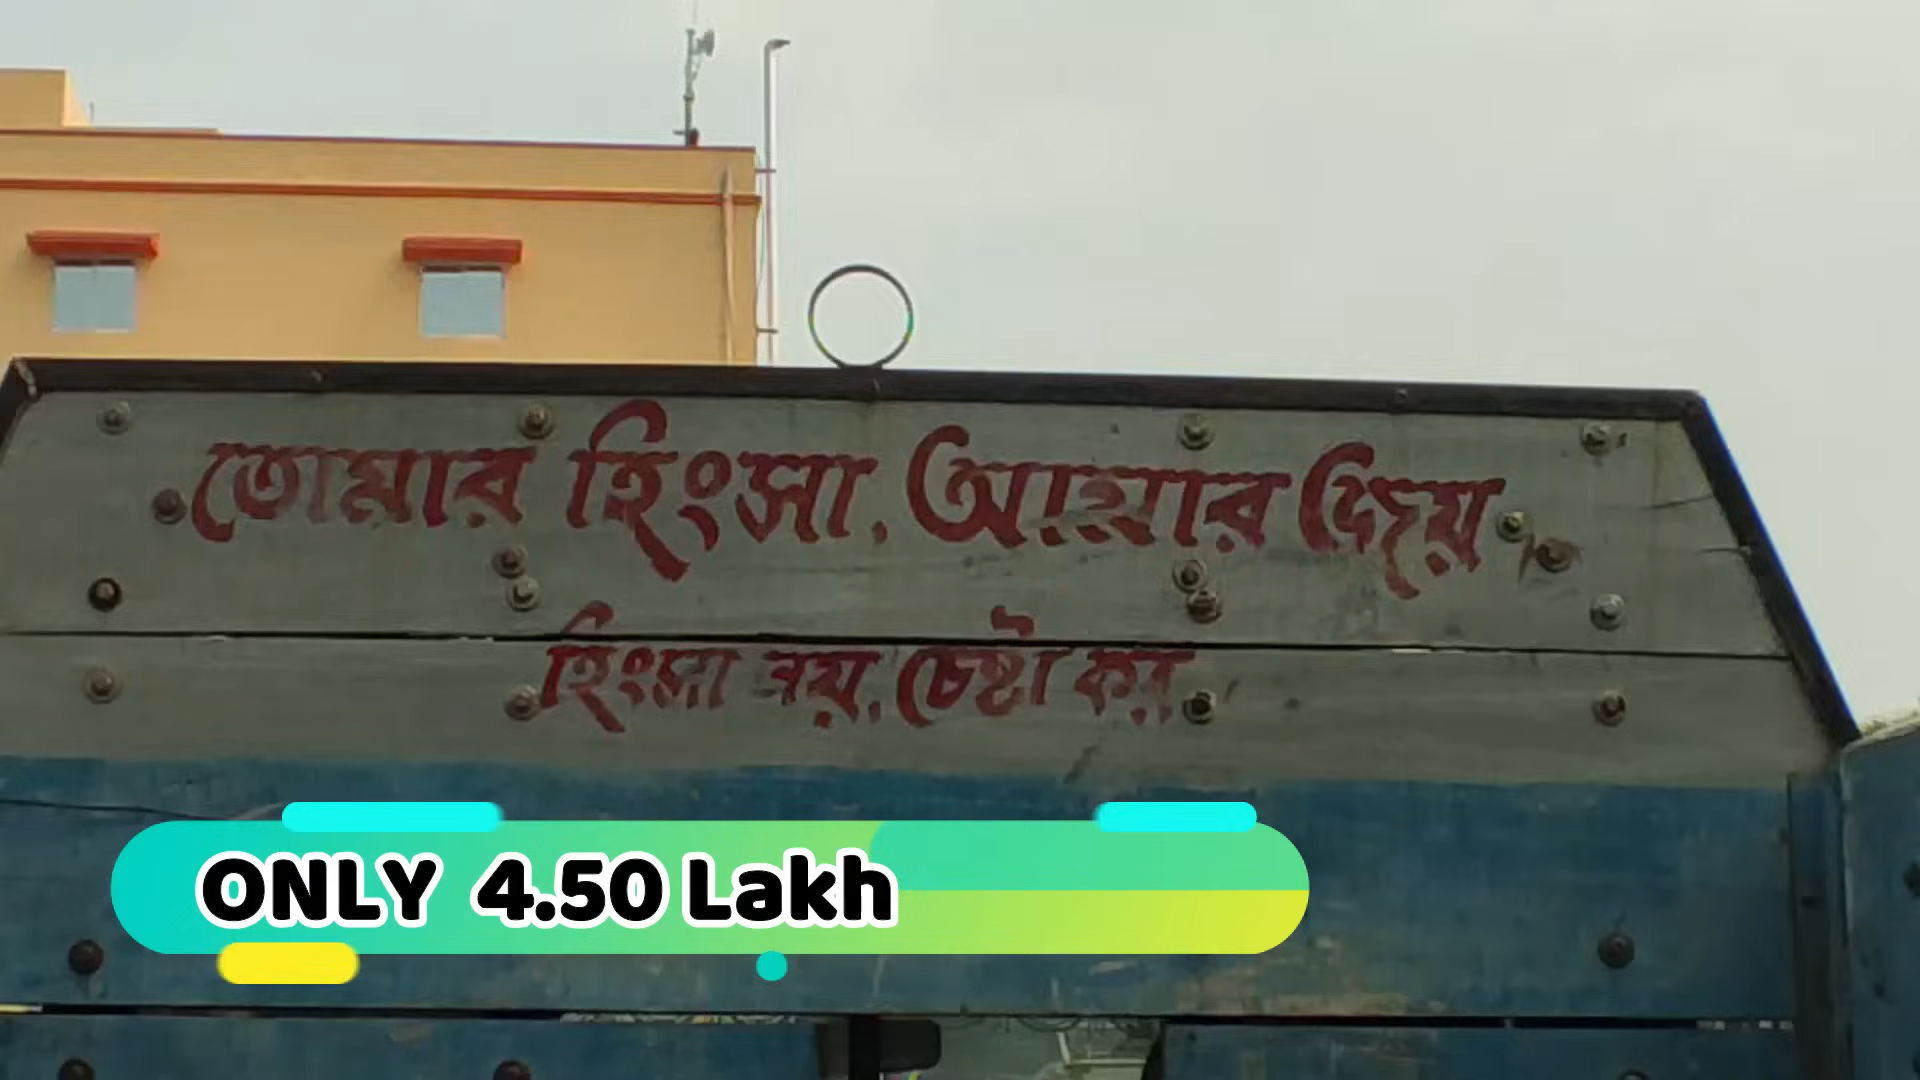 তোমার হিংসা, আমার জয়,
হিংসা নয়, চেষ্টা কর
ONLY 4.50 Lakh